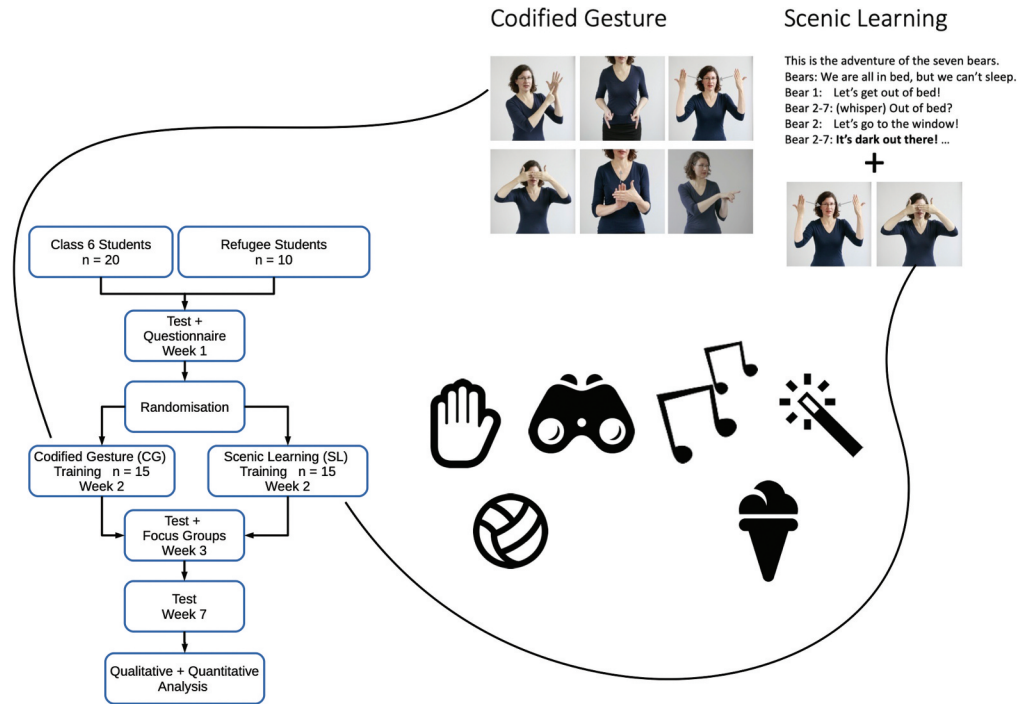 Codified Gesture
Scenic Learning
This is the adventure of the seven bears.
Bears: We are all in bed, but we can't sleep.
Bear 1: Let's get out of bed!
Bear 2-7: (whisper) Out of bed?
Bear 2: Let's go to the window!
Bear 2-7: It's dark out there! ...
+
Class 6 Students
n = 20
Refugee Students
n = 10
Test +
Questionnaire
Week 1
Randomisation
Codified Gesture (CG)
Training n = 15
Week 2
Scenic Learning (SL)
Training n = 15
Week 2
Test +
Focus Groups
Week 3
Test
Week 7
Qualitative + Quantitative
Analysis